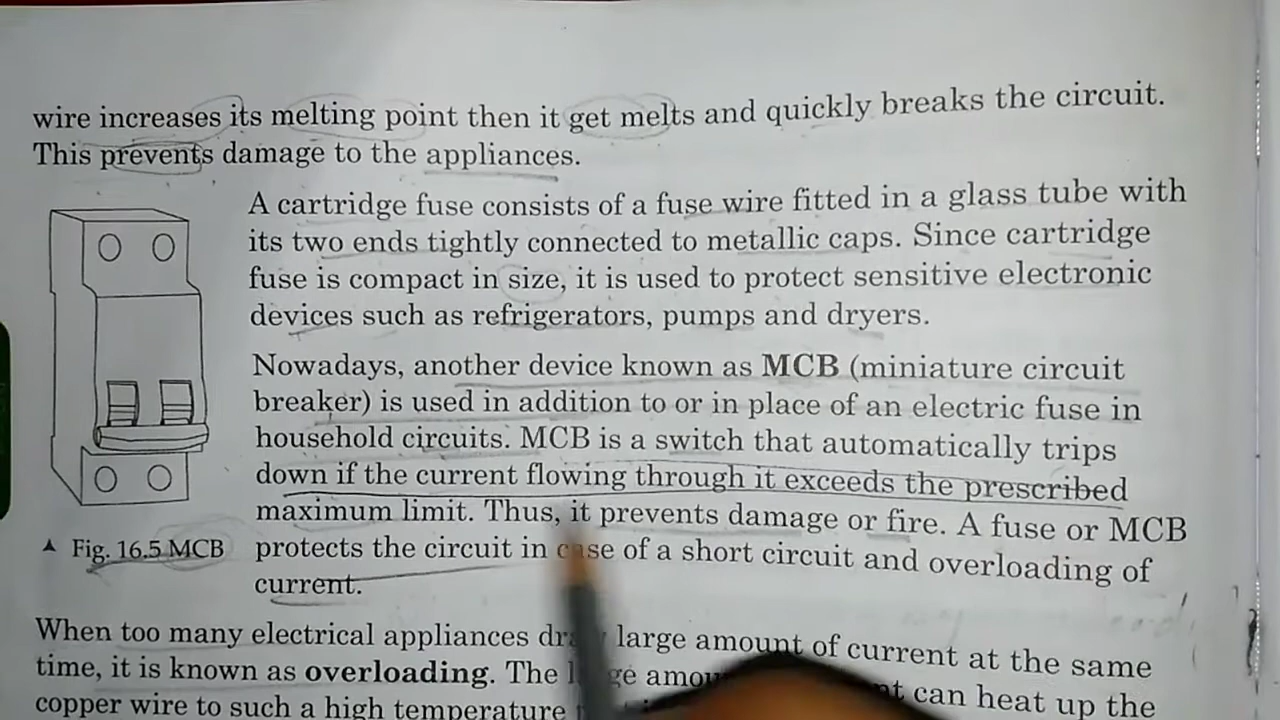 wire increases its melting point then it get melts and quickly breaks the circuit.
This prevents damage to the appliances.
A cartridge fuse consists of a fuse wire fitted in a glass tube with
its two ends tightly connected to metallic caps. Since cartridge
fuse is compact in size, it is used to protect sensitive electronic
devices such as refrigerators, pumps and dryers.
Nowadays, another device known as MCB (miniature circuit
breaker) is used in addition to or in place of an electric fuse in
household circuits. MCB is a switch that automatically trips
down if the current flowing through it exceeds the prescribed
maximum limit. Thus, it prevents damage or fire. A fuse or MCB
protects the circuit in case of a short circuit and overloading of
current.
▲ Fig. 16.5 MCB
When too many electrical appliances draw large amount of current at the same
time, it is known as overloading. The large can heat up the
copper wire to such a high temperature